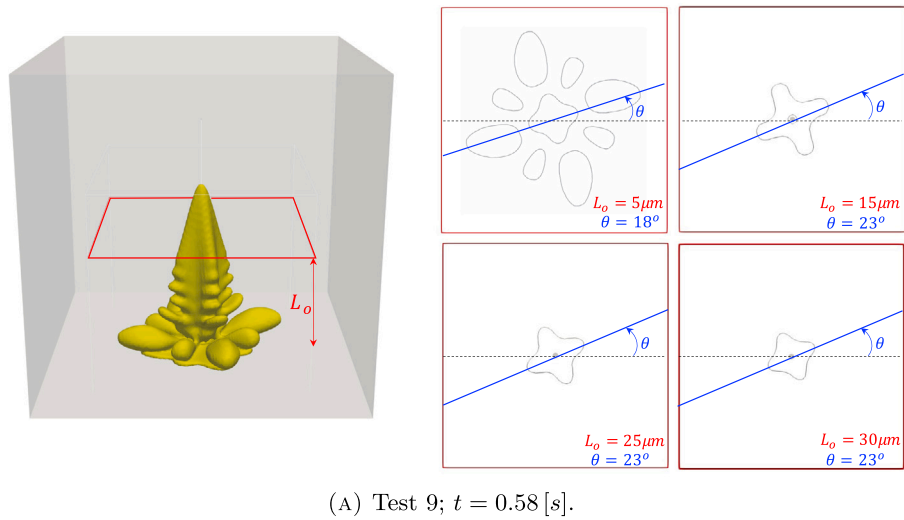 L_o
θ
L_o = 5μm
θ = 18°
θ
L_o = 15μm
θ = 23°
θ
L_o = 25μm
θ = 23°
θ
L_o = 30μm
θ = 23°
(A) Test 9; t = 0.58 [s].